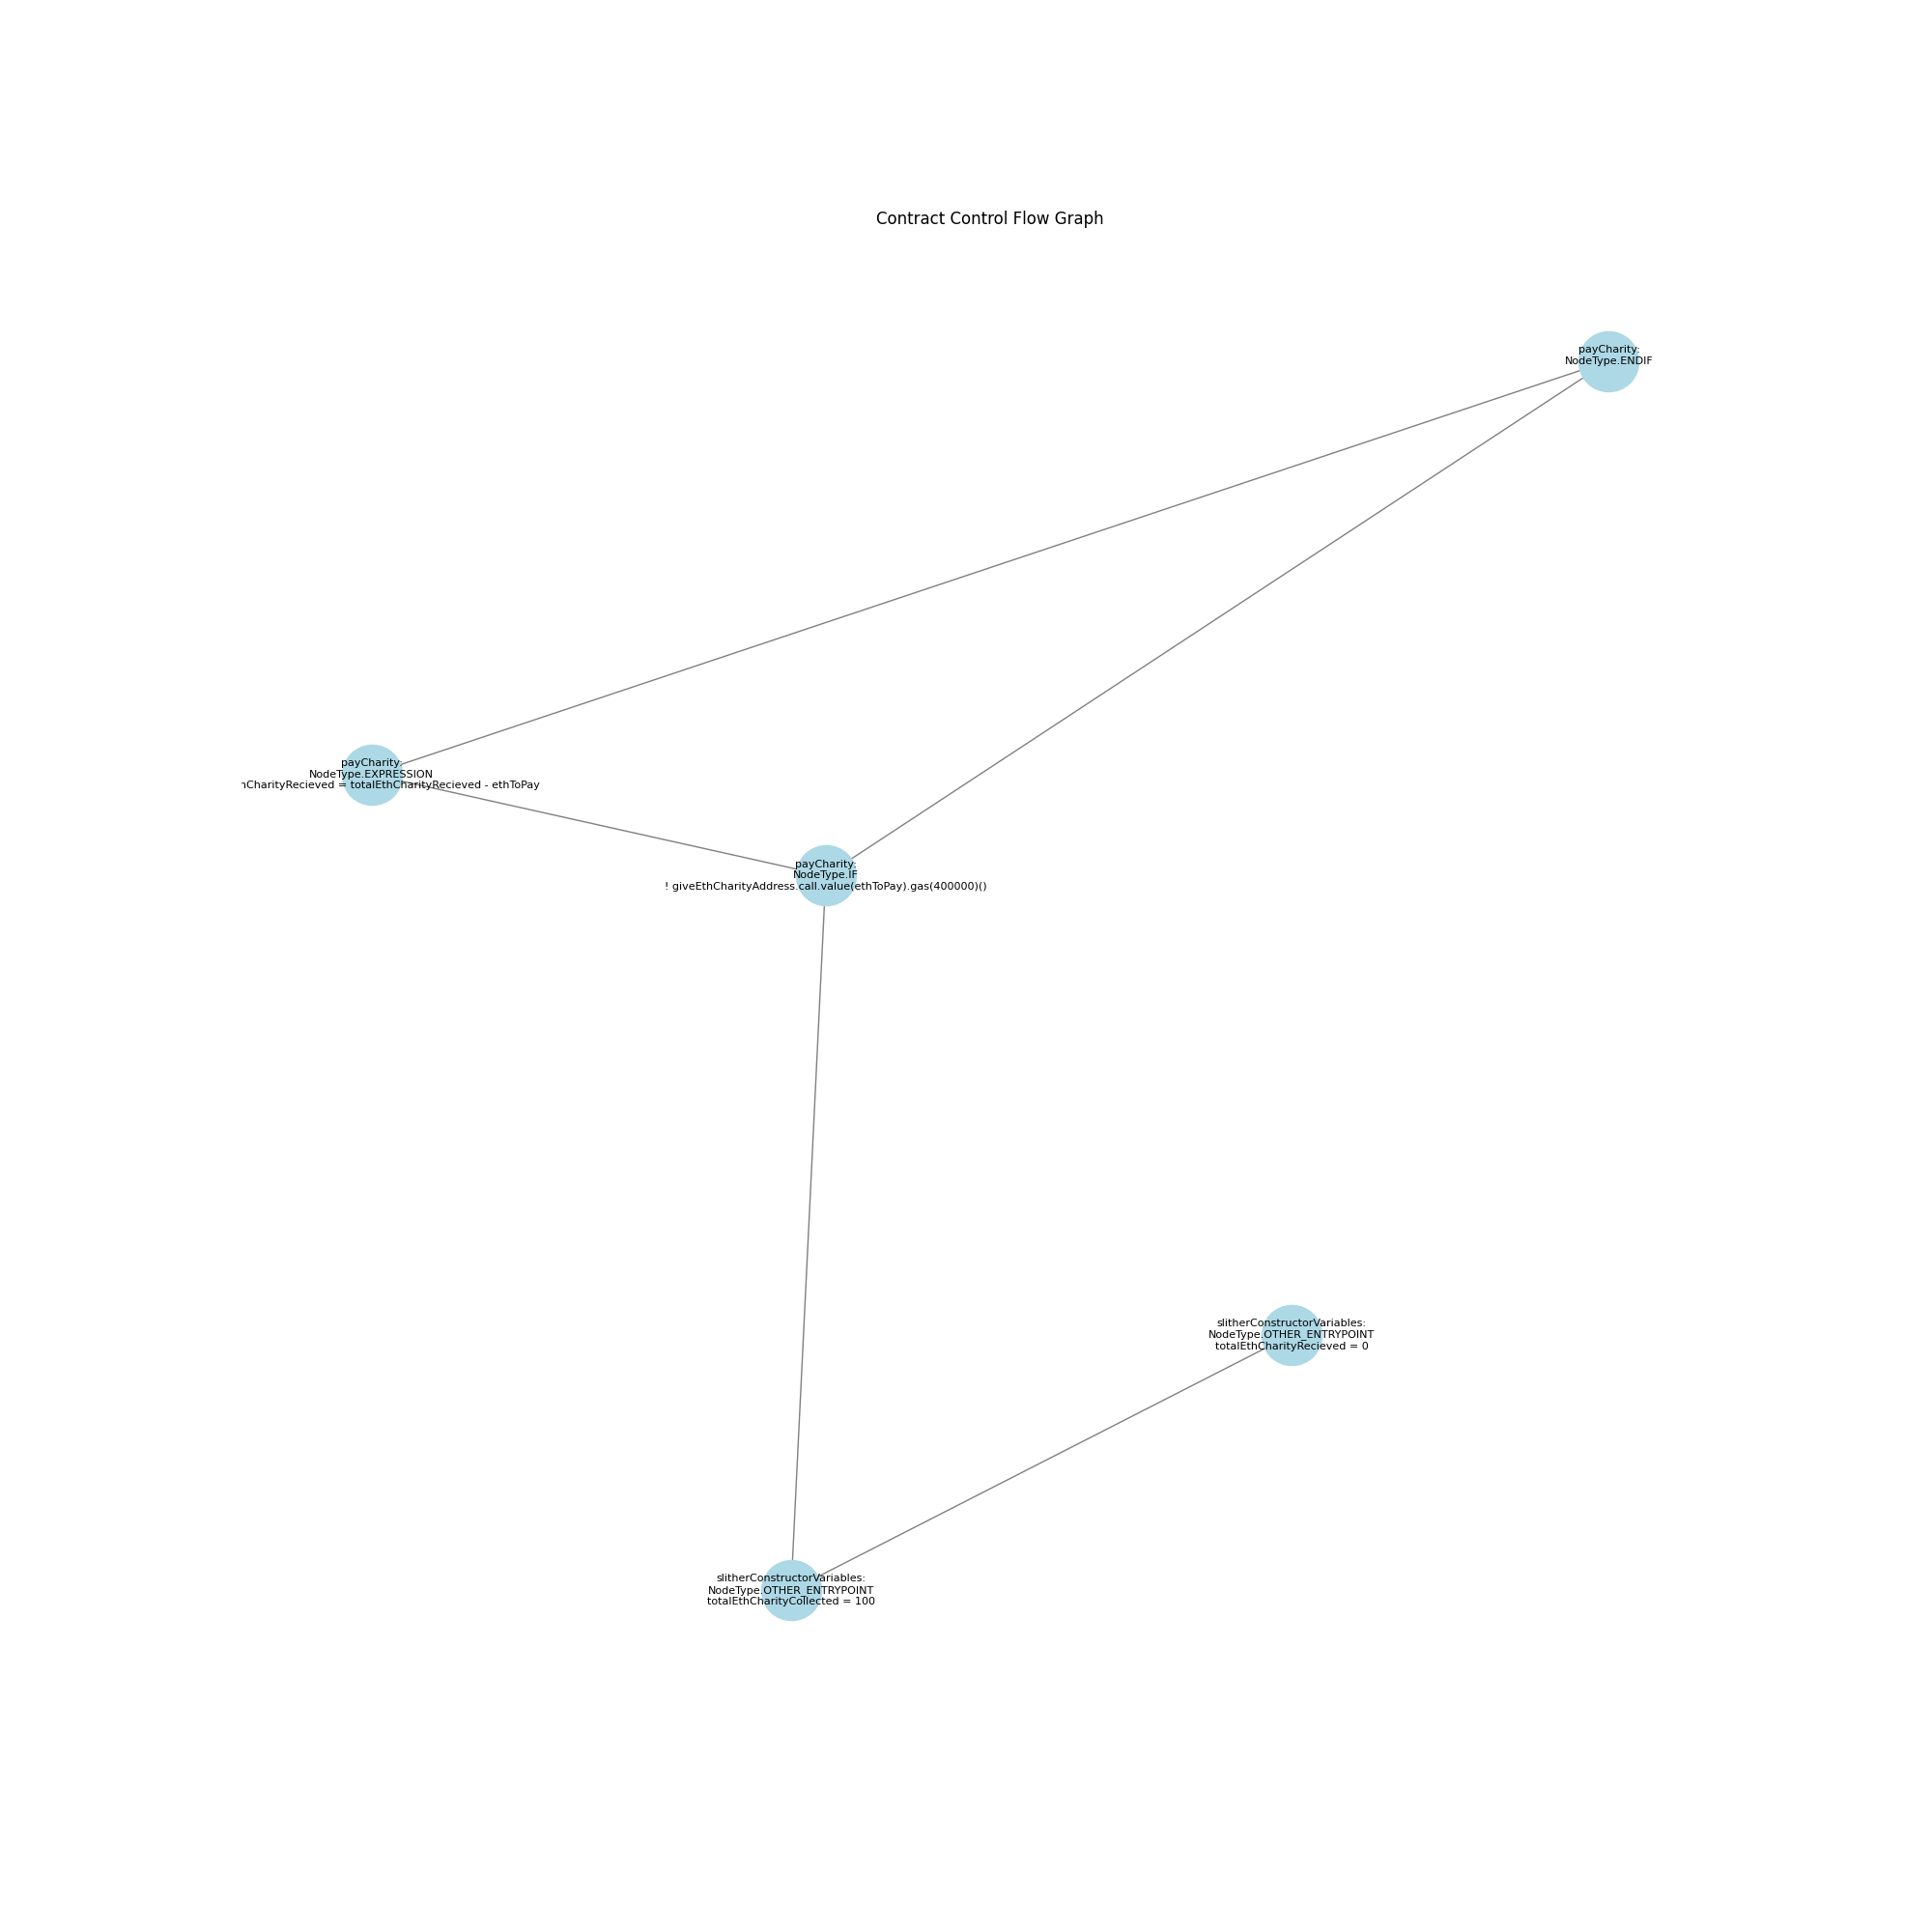 Contract Control Flow Graph
payCharity:
NodeType.ENDIF
payCharity:
NodeType.EXPRESSION
= totalEthCharityRecieved - ethToPay
payCharity:
NodeType.IF
! giveEthCharityAddress.call.value(ethToPay).gas(400000)()
slitherConstructorVariables:
NodeType.OTHER_ENTRYPOINT
totalEthCharityRecieved = 0
slitherConstructorVariables:
NodeType.OTHER_ENTRYPOINT
totalEthCharityCollected = 100